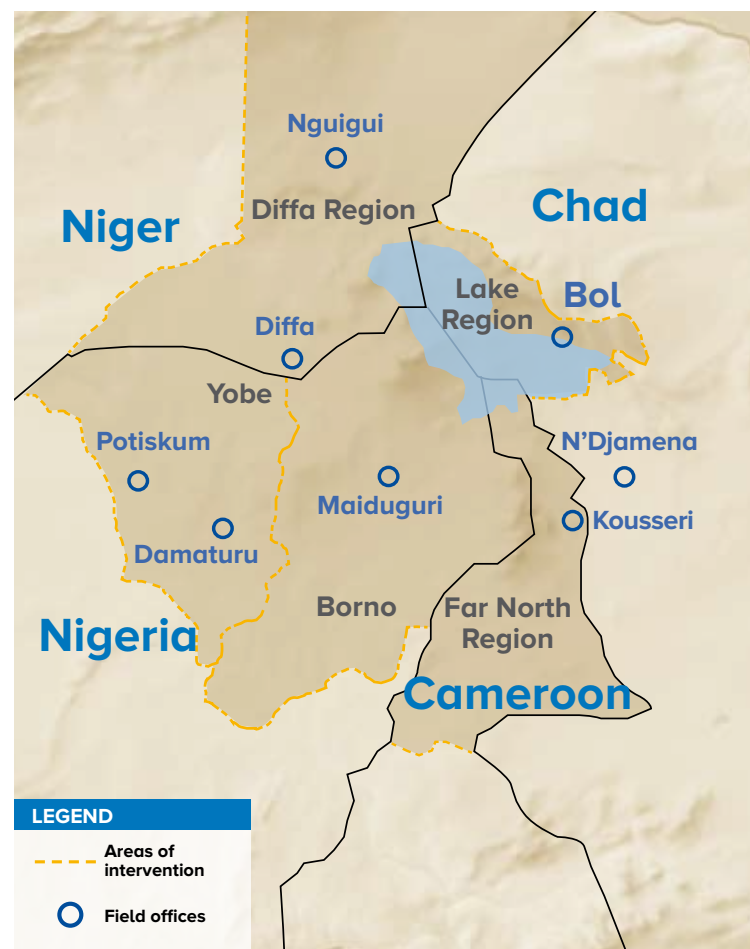 Nguigui
Niger
Diffa Region
Chad
Lake
Region
Bol
Diffa
Yobe
Potiskum
N'Djamena
Maiduguri
Kousseri
Damaturu
Borno
Far North
Region
Nigeria
Cameroon
LEGEND
Areas of
intervention
Field offices